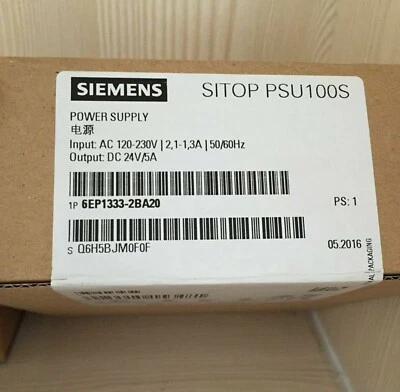 SIEMENS SITOP PSU100S
POWER SUPPLY
电源
Input: AC 120-230V | 2,1-1,3A | 50/60Hz
Output: DC 24V/5A
1P 6EP1333-2BA20 PS: 1
S Q6H5BJM0F0F 05.2016
PACKAGING